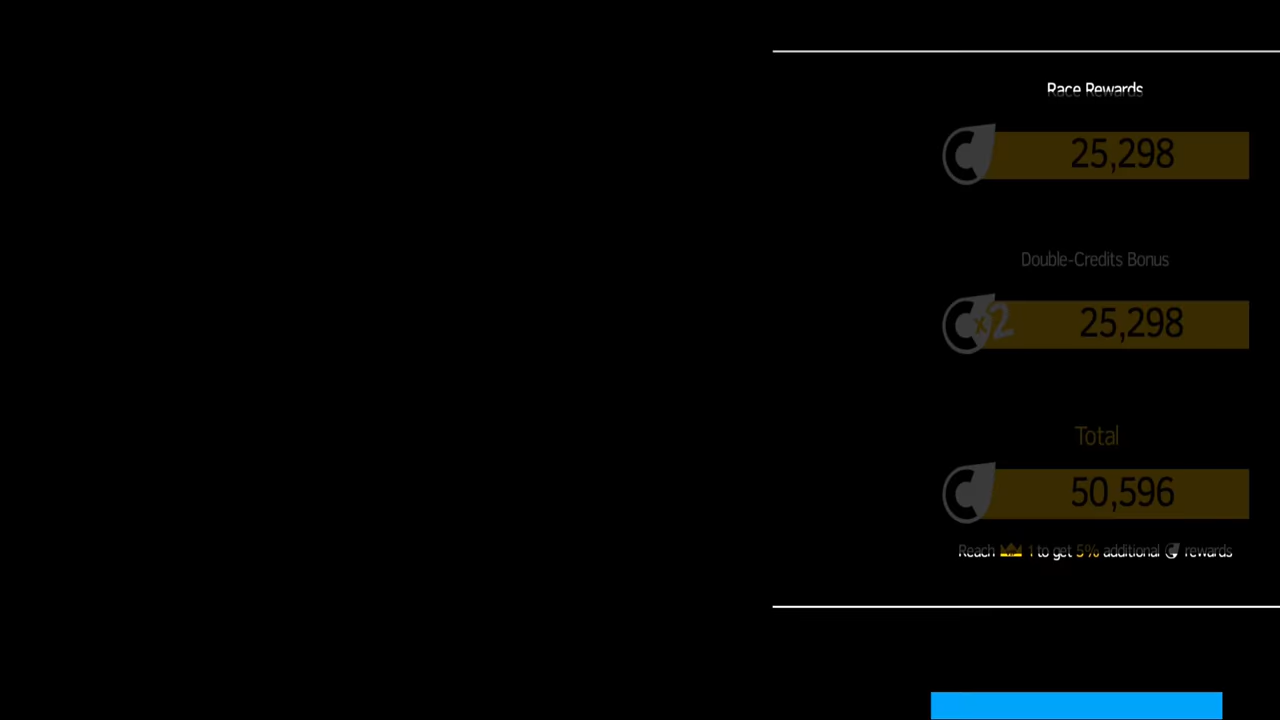 Race Rewards
25,298
Double-Credits Bonus
x2 25,298
Total
50,596
Reach 1 to get 5% additional rewards